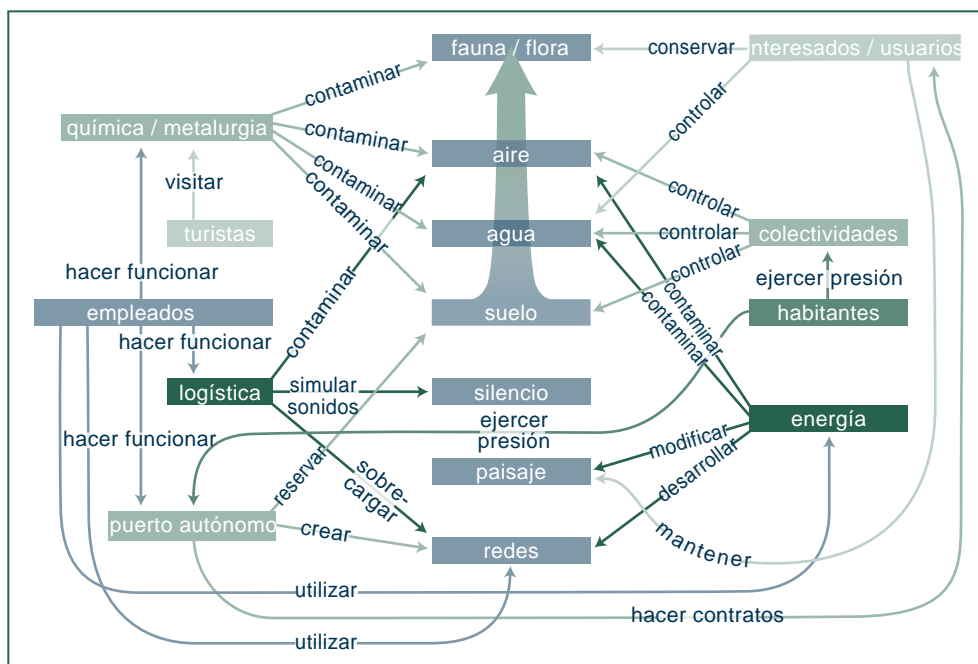 fauna / flora
conservar
nteresados / usuarios
contaminar
controlar
química / metalurgia
contaminar
aire
visitar
contaminar
contaminar
controlar
turistas
agua
controlar
colectividades
hacer funcionar
controlar
ejercer presión
empleados
suelo
habitantes
hacer funcionar
contaminar
contaminar
contaminar
logística
simular
sonidos
silencio
ejercer
presión
energía
hacer funcionar
modificar
reservar
sobre-
cargar
paisaje
desarrollar
puerto autónomo
crear
redes
mantener
utilizar
hacer contratos
utilizar